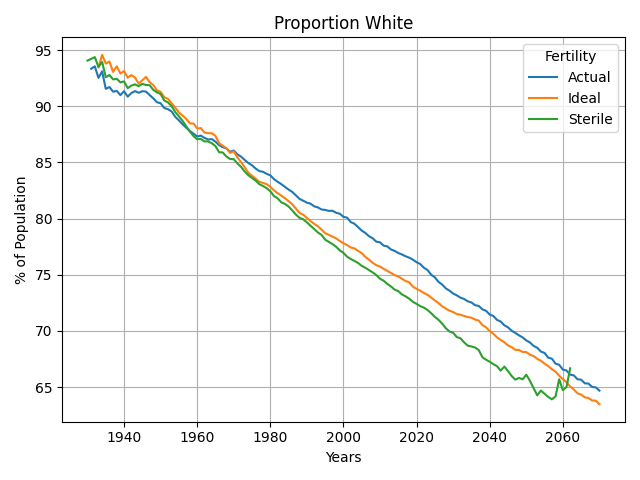 Proportion White
Fertility
Actual
Ideal
Sterile
% of Population
95
90
85
80
75
70
65
1940
1960
1980
2000
2020
2040
2060
Years